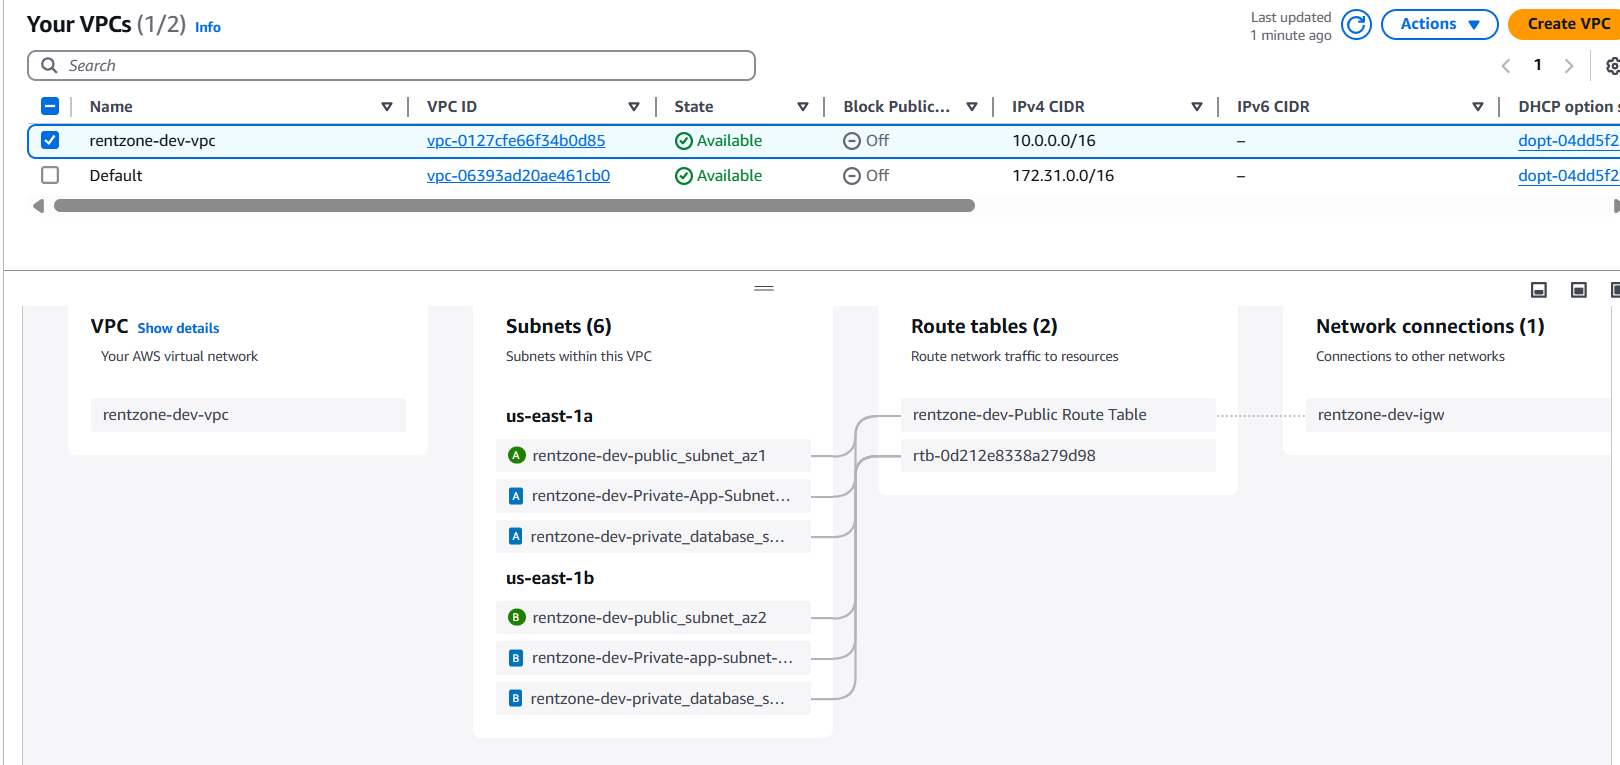 Your VPCs (1/2) Info
Last updated
1 minute ago
Actions
Create VPC
Search
1
Name VPC ID State Block Public... IPv4 CIDR IPv6 CIDR DHCP option s
rentzone-dev-vpc vpc-0127cfe66f34b0d85 Available Off 10.0.0.0/16 – dopt-04dd5f2
Default vpc-06393ad20ae461cb0 Available Off 172.31.0.0/16 – dopt-04dd5f2
VPC Show details
Your AWS virtual network
rentzone-dev-vpc
Subnets (6)
Subnets within this VPC
us-east-1a
A rentzone-dev-public_subnet_az1
A rentzone-dev-Private-App-Subnet...
A rentzone-dev-private_database_s...
us-east-1b
B rentzone-dev-public_subnet_az2
B rentzone-dev-Private-app-subnet-...
B rentzone-dev-private_database_s...
Route tables (2)
Route network traffic to resources
rentzone-dev-Public Route Table
rtb-0d212e8338a279d98
Network connections (1)
Connections to other networks
rentzone-dev-igw